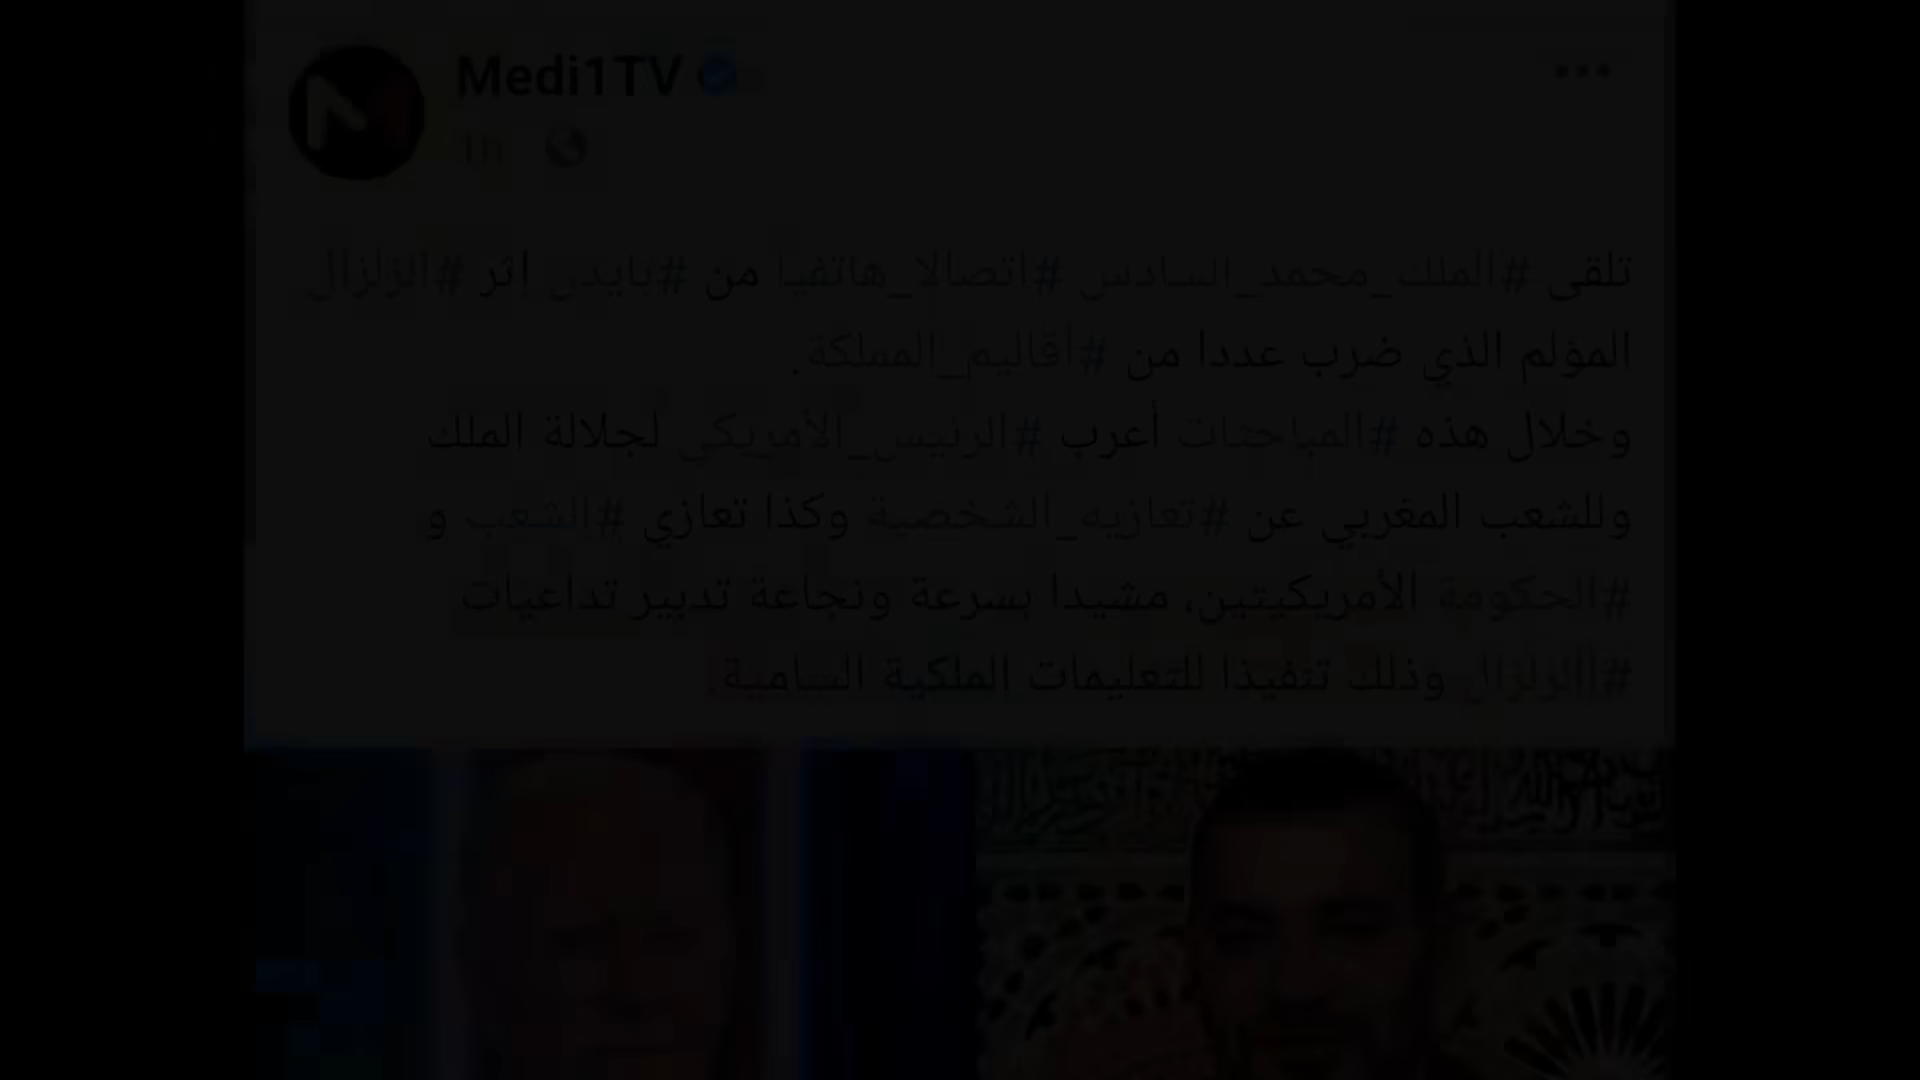 Medi1TV
1h
تلقى #الملك_محمد_السادس #اتصالا_هاتفيا من #بايدن إثر #الزلزال
المؤلم الذي ضرب عددا من #أقاليم_المملكة.
وخلال هذه #المباحثات أعرب #الرئيس_الأمريكي لجلالة الملك
وللشعب المغربي عن #تعازيه_الشخصية وكذا تعازي #الشعب و
#الحكومة الأمريكيتين، مشيدا بسرعة ونجاعة تدبير تداعيات
#الزلزال وذلك تنفيذا للتعليمات الملكية السامية.